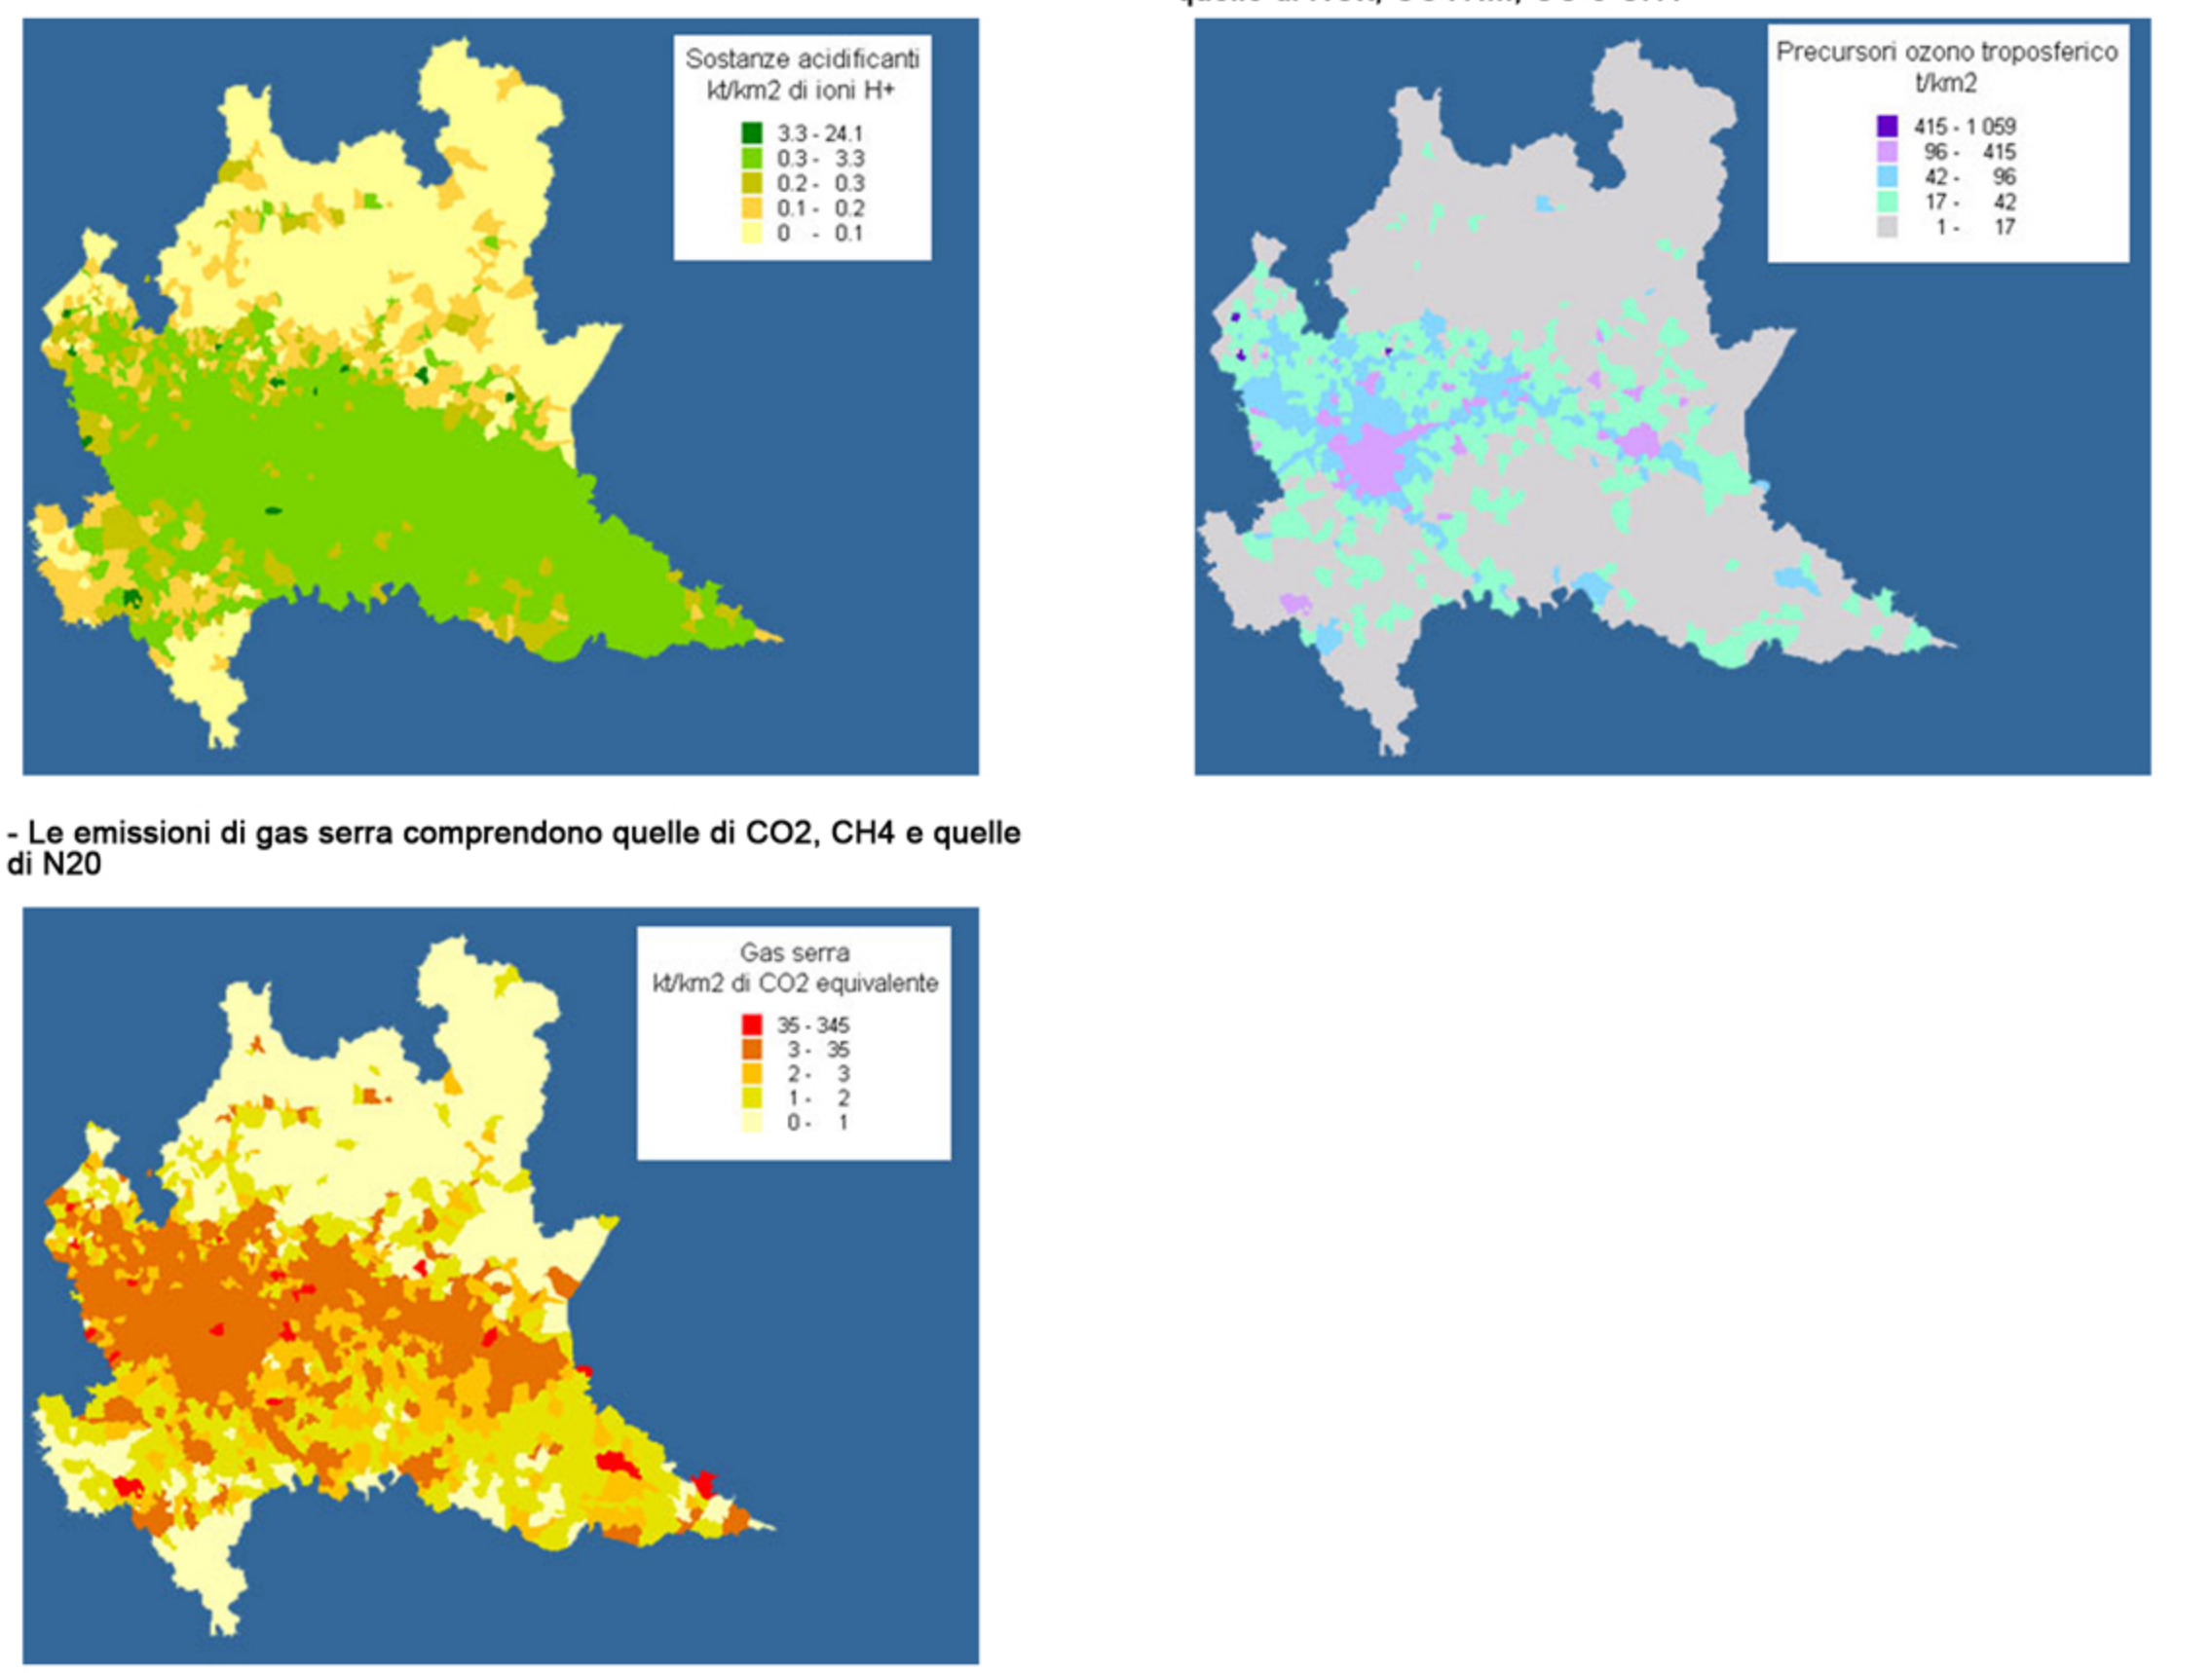 Sostanze acidificanti
kt/km2 di ioni H+
3.3 - 24.1
0.3 - 3.3
0.2 - 0.3
0.1 - 0.2
0 - 0.1
Precursori ozono troposferico
t/km2
415 - 1 059
96 - 415
42 - 96
17 - 42
1 - 17
- Le emissioni di gas serra comprendono quelle di CO2, CH4 e quelle
di N20
Gas serra
kt/km2 di CO2 equivalente
35 - 345
3 - 35
2 - 3
1 - 2
0 - 1